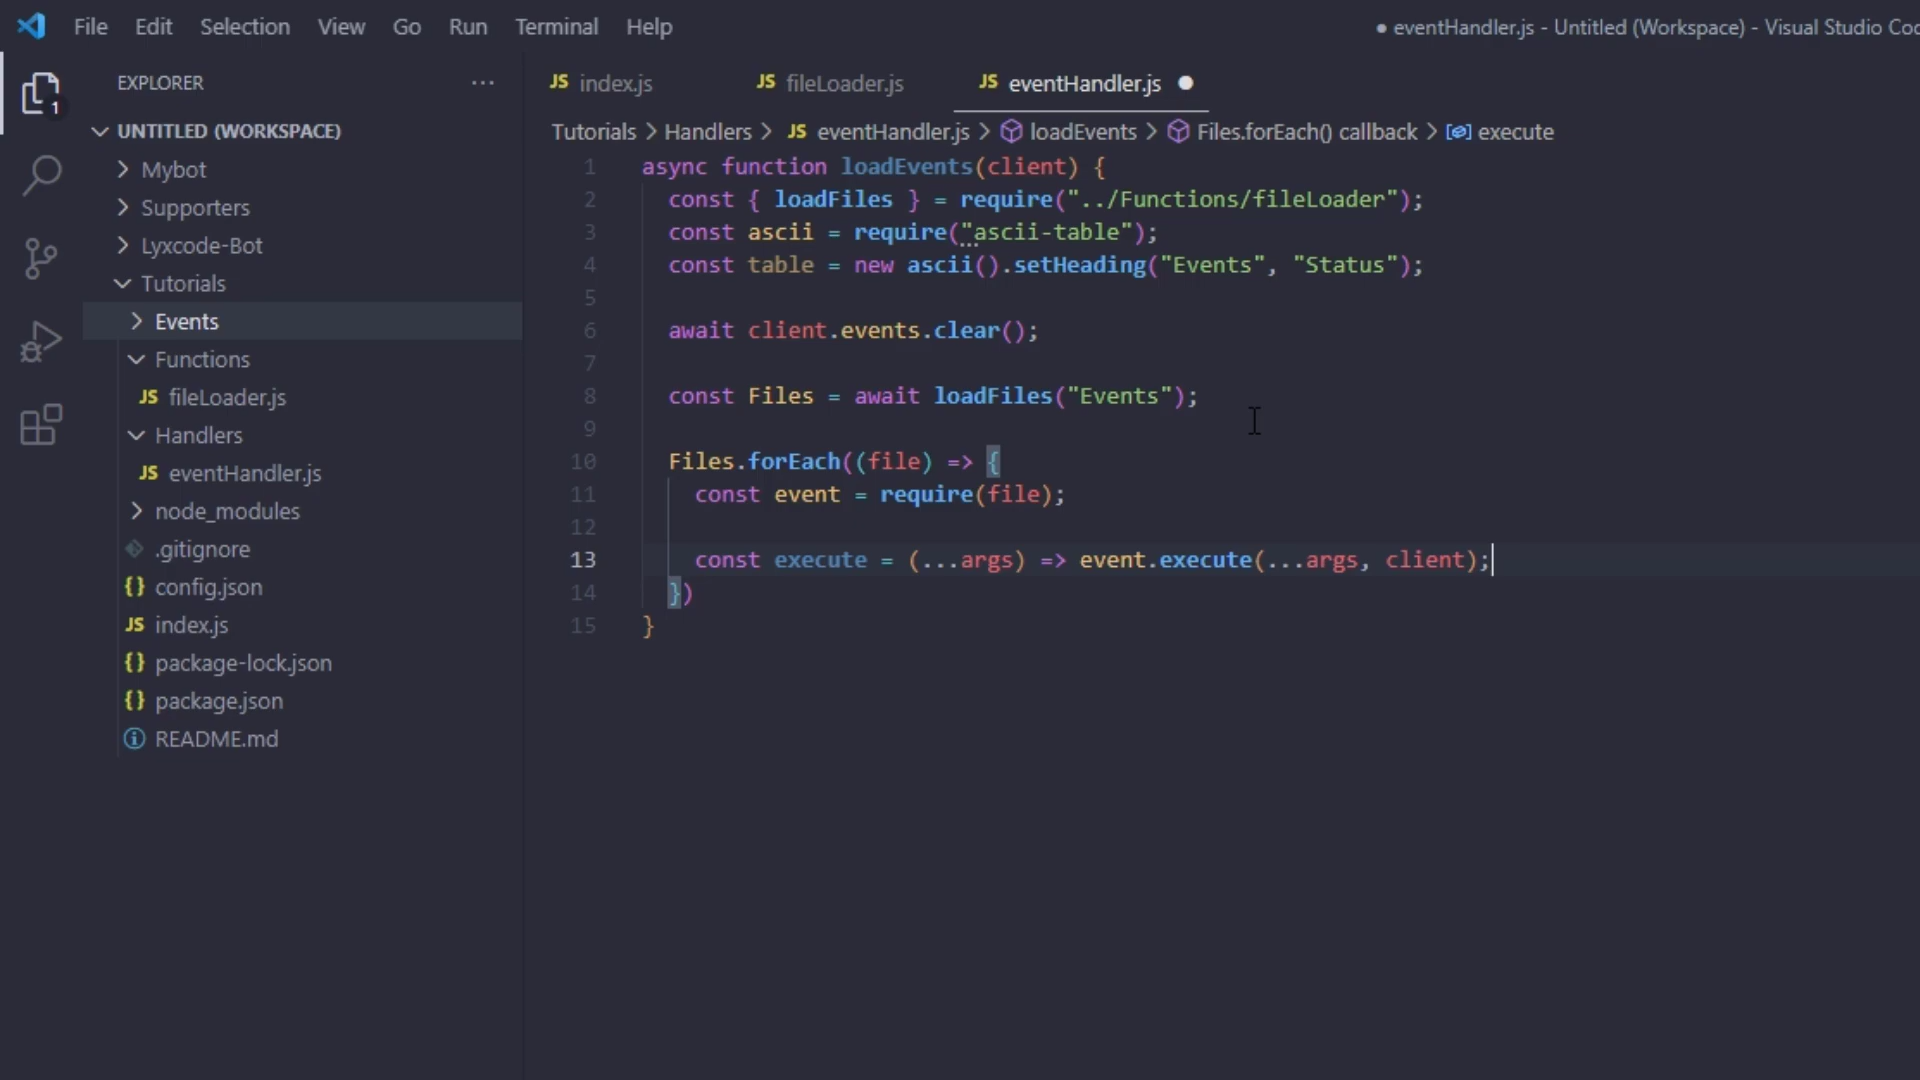 File Edit Selection View Go Run Terminal Help
● eventHandler.js - Untitled (Workspace) - Visual Studio Coc
EXPLORER ...
1
UNTITLED (WORKSPACE)
Mybot
Supporters
Lyxcode-Bot
Tutorials
Events
Functions
JS fileLoader.js
Handlers
JS eventHandler.js
node_modules
.gitignore
{} config.json
JS index.js
{} package-lock.json
{} package.json
README.md
JS index.js JS fileLoader.js JS eventHandler.js ●
Tutorials > Handlers > JS eventHandler.js > loadEvents > Files.forEach() callback > execute
1 async function loadEvents(client) {
2 const { loadFiles } = require("../Functions/fileLoader");
3 const ascii = require("ascii-table");
4 const table = new ascii().setHeading("Events", "Status");
5
6 await client.events.clear();
7
8 const Files = await loadFiles("Events");
9
10 Files.forEach((file) => {
11 const event = require(file);
12
13 const execute = (...args) => event.execute(...args, client);
14 })
15 }